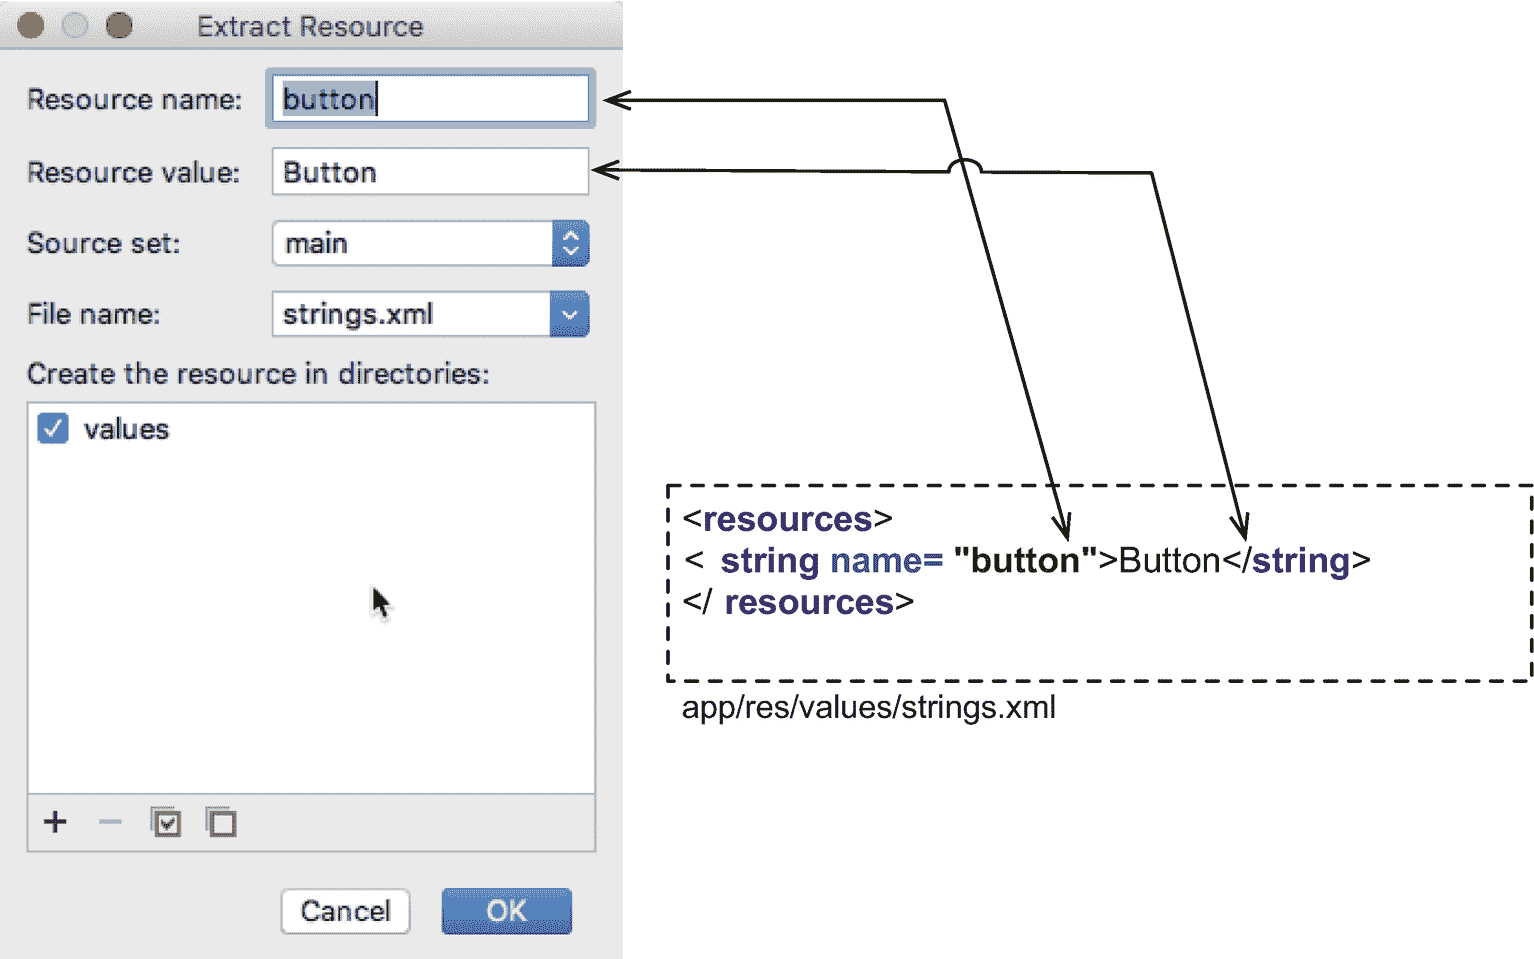 Extract Resource
Resource name: button
Resource value: Button
Source set: main
File name: strings.xml
Create the resource in directories:
values
Cancel OK
<resources>
< string name= "button">Button</string>
</ resources>
app/res/values/strings.xml